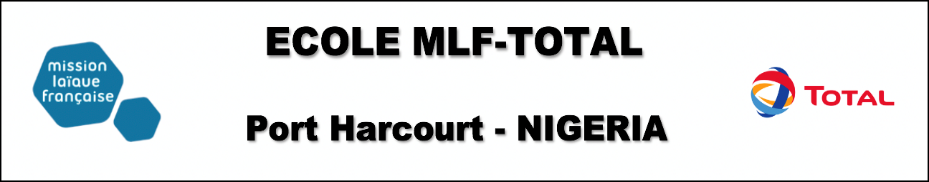 ECOLE MLF-TOTAL
mission
laïque
française
TOTAL
Port Harcourt - NIGERIA